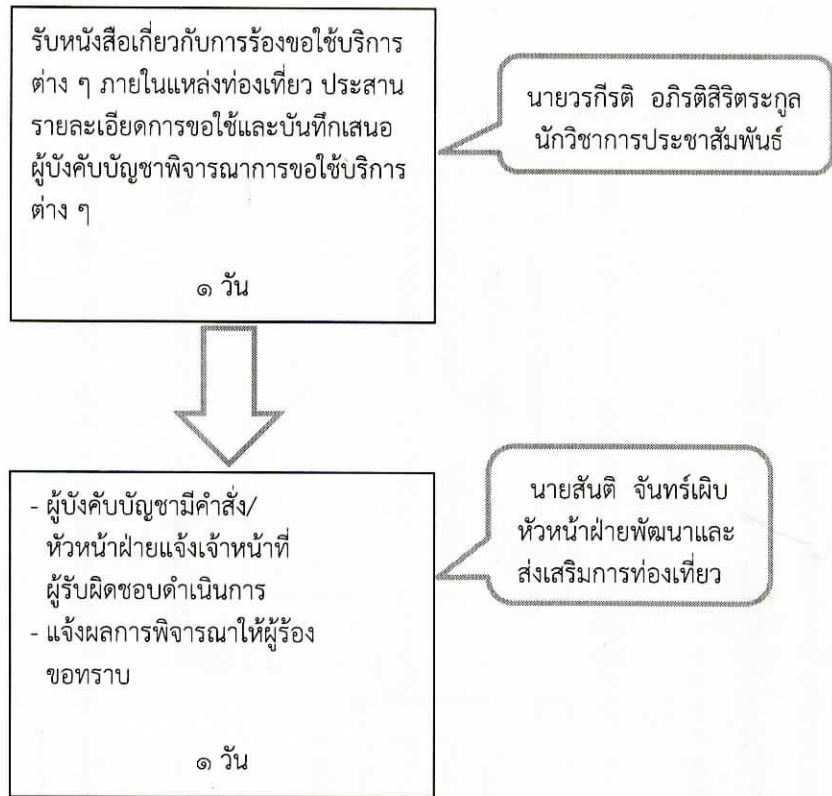 รับหนังสือเกี่ยวกับการร้องขอใช้บริการ
ต่าง ๆ ภายในแหล่งท่องเที่ยว ประสาน
รายละเอียดการขอใช้และบันทึกเสนอ
ผู้บังคับบัญชาพิจารณาการขอใช้บริการ
ต่าง ๆ
๑ วัน
นายวรกีรติ อภิรติสิริตระกูล
นักวิชาการประชาสัมพันธ์
- ผู้บังคับบัญชามีคำสั่ง/
หัวหน้าฝ่ายแจ้งเจ้าหน้าที่
ผู้รับผิดชอบดำเนินการ
- แจ้งผลการพิจารณาให้ผู้ร้อง
ขอทราบ
๑ วัน
นายสันติ จันทร์เผิบ
หัวหน้าฝ่ายพัฒนาและ
ส่งเสริมการท่องเที่ยว